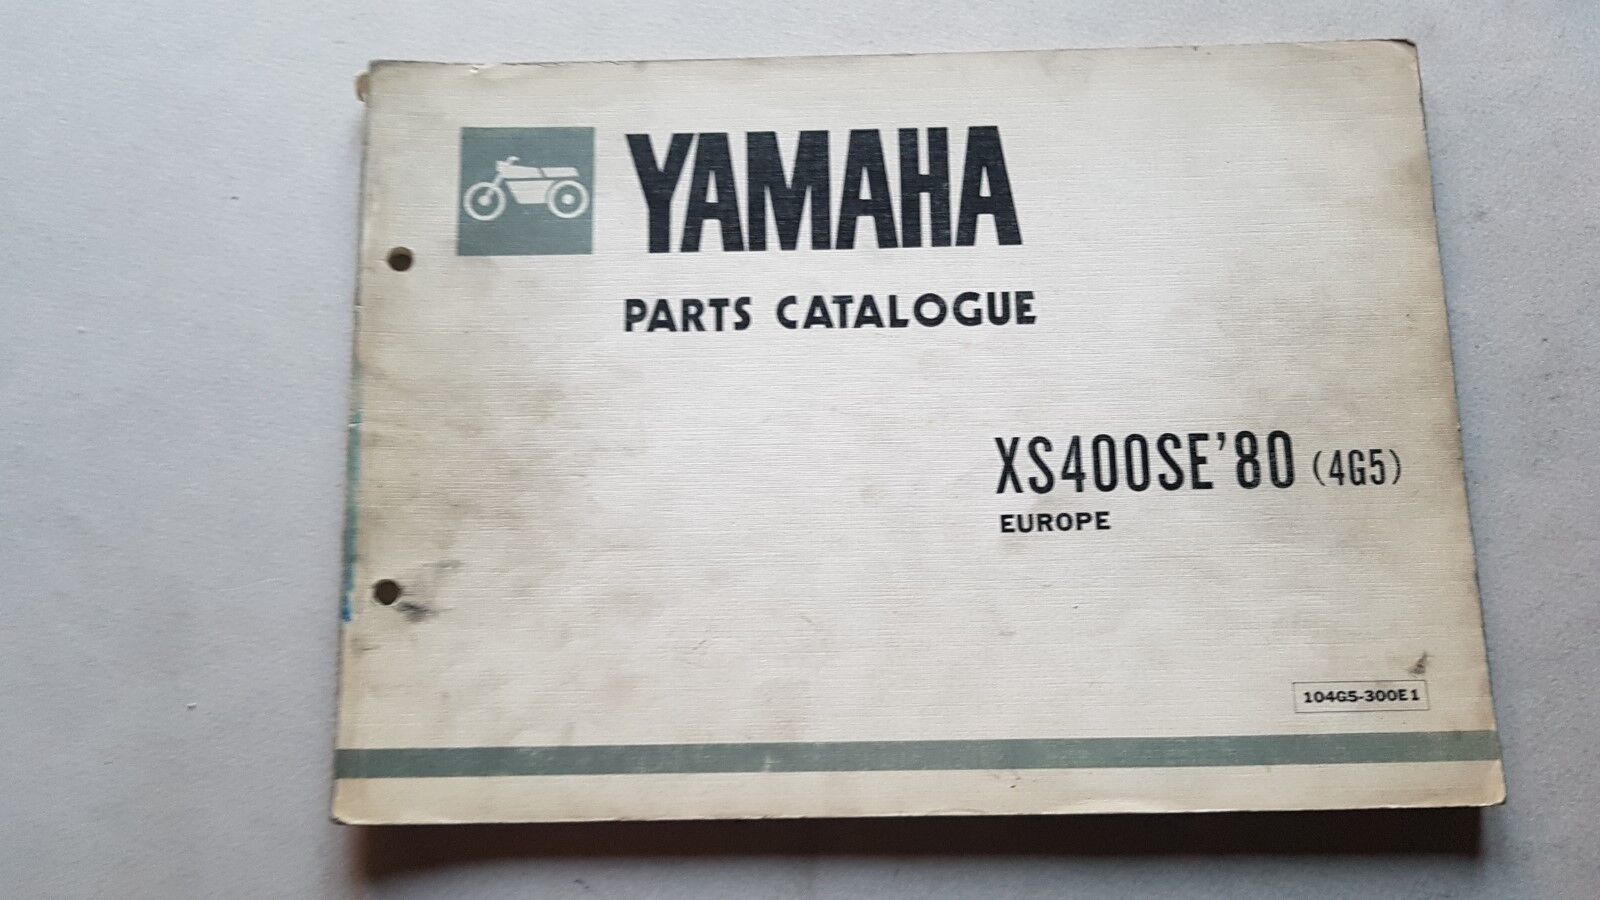 YAMAHA
PARTS CATALOGUE
XS400SE'80 (4G5)
EUROPE
104G5-300E1